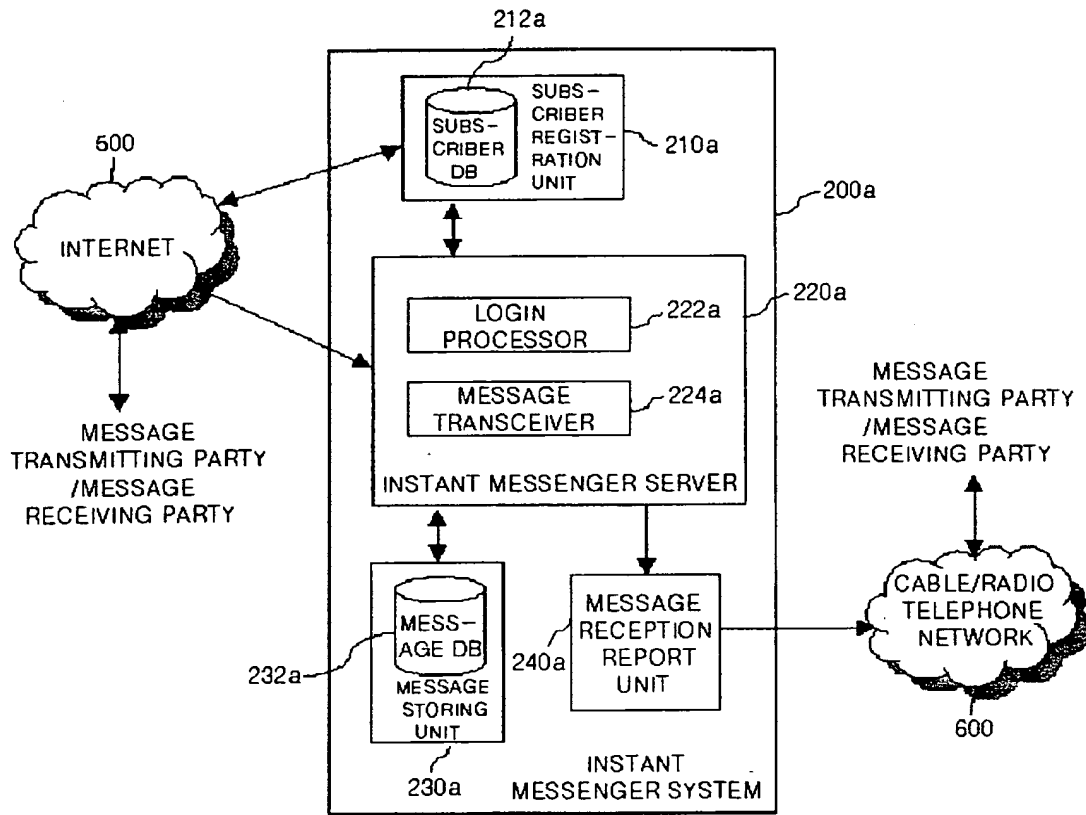 212a
SUBS-
CRIBER
DB
SUBS-
CRIBER
REGIST-
RATION
UNIT
210a
500
INTERNET
200a
220a
LOGIN
PROCESSOR
222a
MESSAGE
TRANSCEIVER
224a
INSTANT MESSENGER SERVER
MESSAGE
TRANSMITTING PARTY
/MESSAGE
RECEIVING PARTY
MESSAGE
TRANSMITTING PARTY
/MESSAGE
RECEIVING PARTY
232a
MESS-
AGE DB
MESSAGE
STORING
UNIT
230a
240a
MESSAGE
RECEPTION
REPORT
UNIT
CABLE/RADIO
TELEPHONE
NETWORK
600
INSTANT
MESSENGER SYSTEM